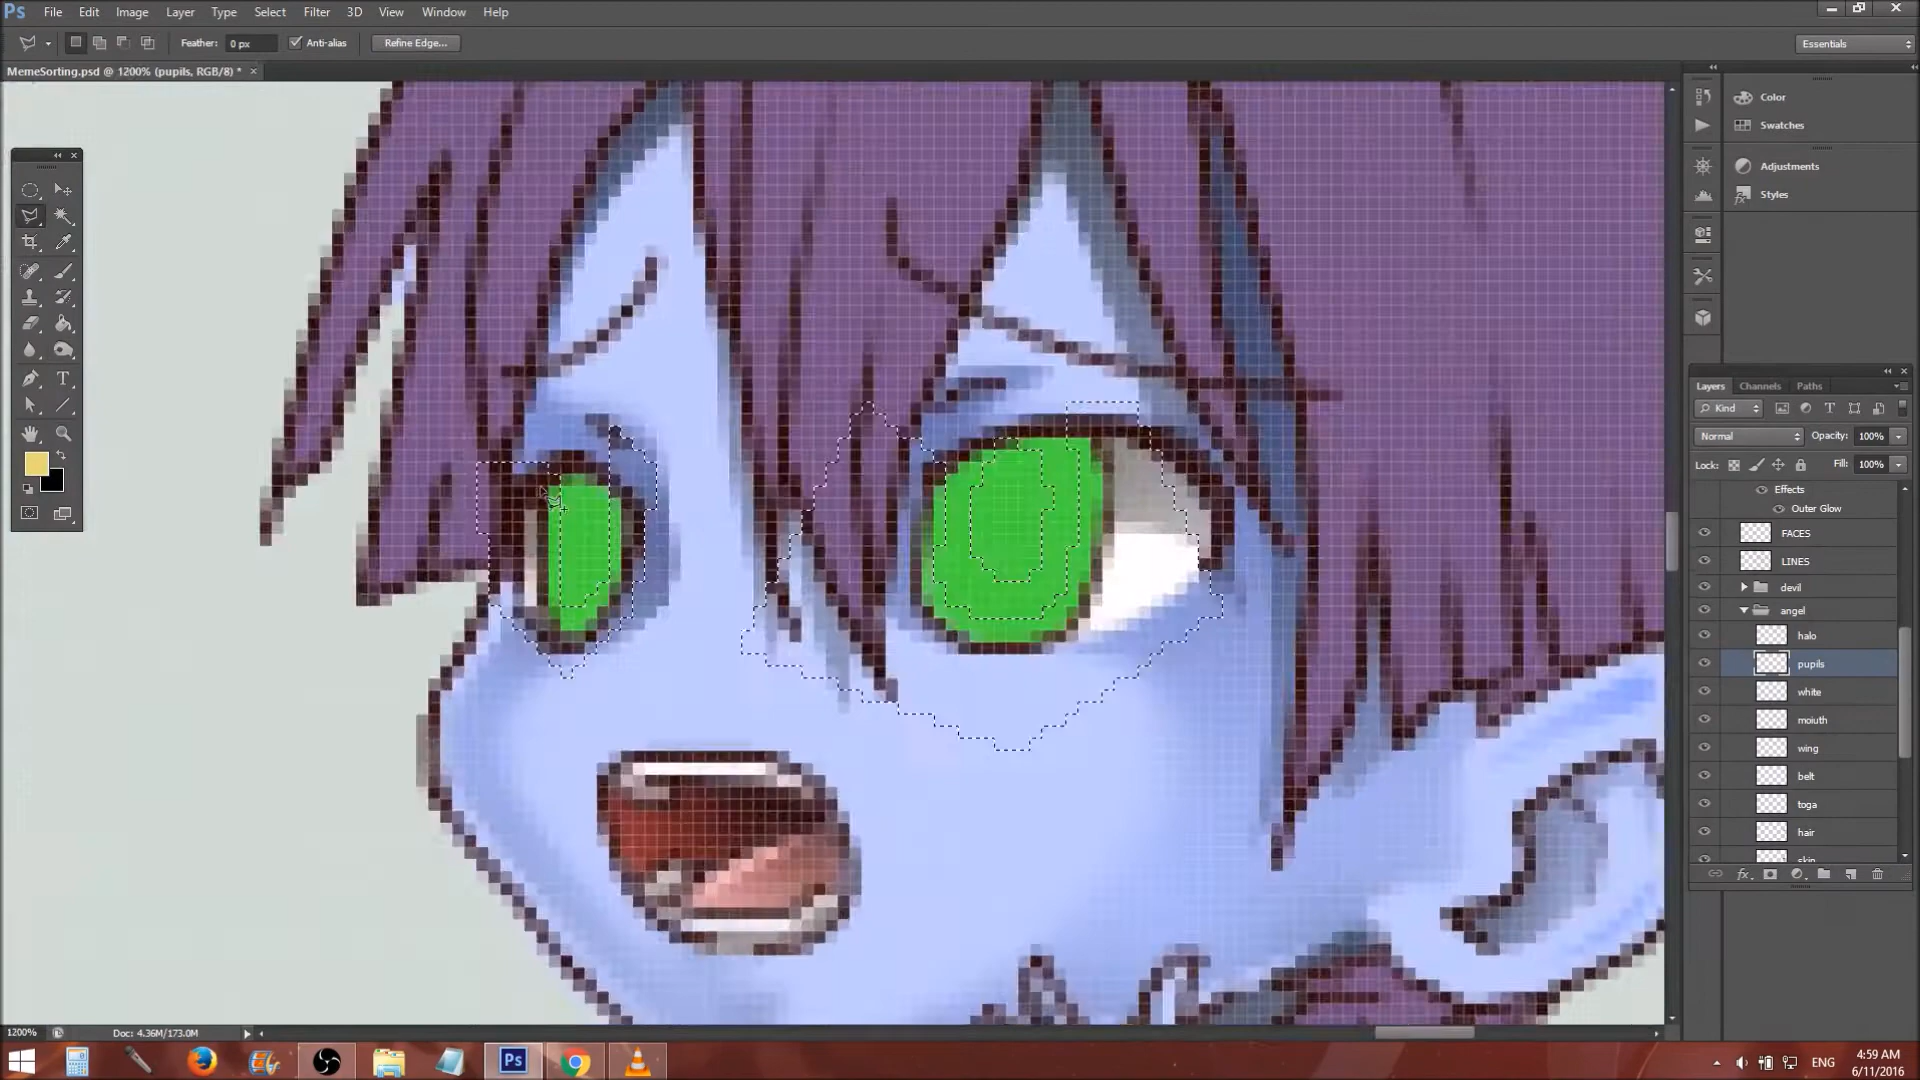 Ps File Edit Image Layer Type Select Filter 3D View Window Help
Feather: 0 px Anti-alias Refine Edge... Essentials
MemeSorting.psd @ 1200% (pupils, RGB/8) *
Color
Swatches
Adjustments
Styles
Layers Channels Paths
Kind
Normal Opacity: 100%
Lock: Fill: 100%
Effects
Outer Glow
FACES
LINES
devil
angel
halo
pupils
white
moiuth
wing
belt
toga
hair
skin
1200% Doc: 4.36M/173.0M
Ps ENG 4:59 AM
6/11/2016